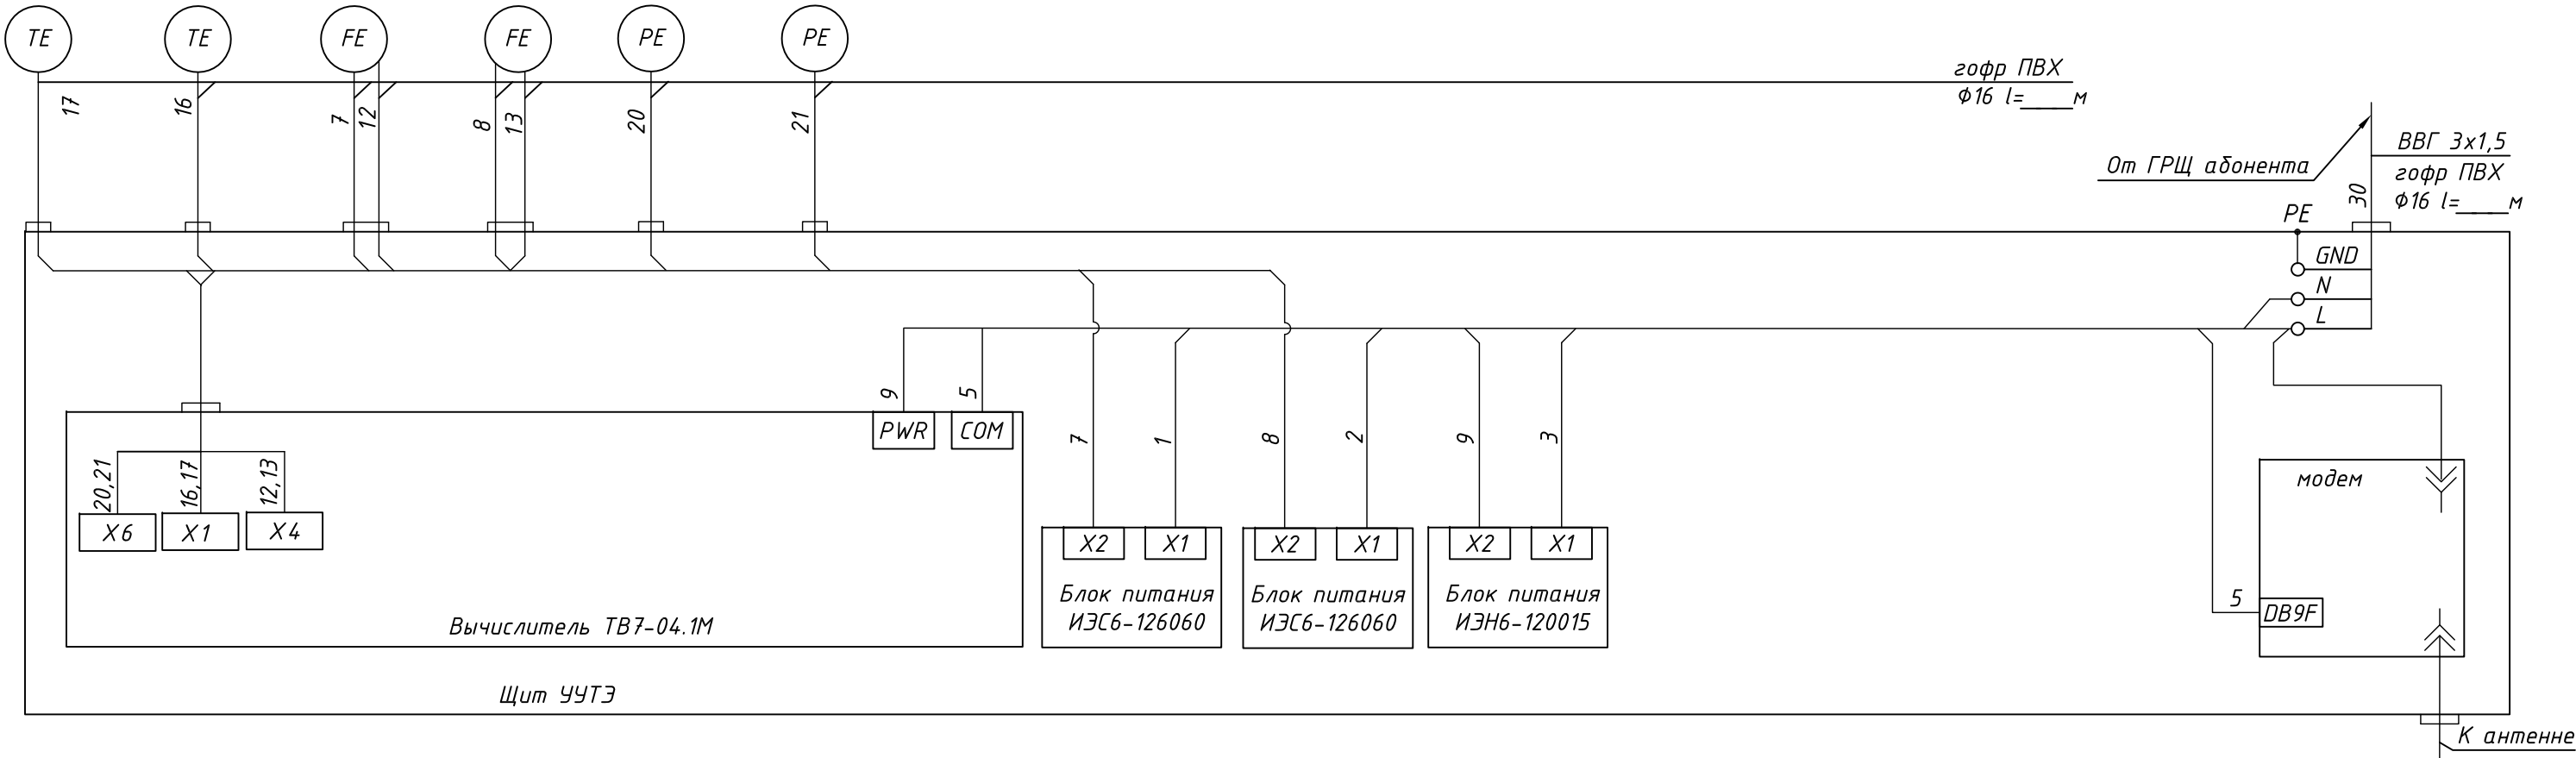 TE TE FE FE PE PE
гофр ПВХ
Ф16 l=____м
17 16 7 12 8 13 20 21
ВВГ 3х1,5
От ГРЩ абонента
гофр ПВХ
Ф16 l=____м
30
PE
GND
N
L
9 5
PWR COM
7 1 8 2 9 3
20,21 16,17 12,13
X6 X1 X4
модем
X2 X1 X2 X1 X2 X1
Блок питания
ИЭС6-126060
Блок питания
ИЭС6-126060
Блок питания
ИЭН6-120015
5
DB9F
Вычислитель ТВ7-04.1М
Щит УУТЭ
К антенне